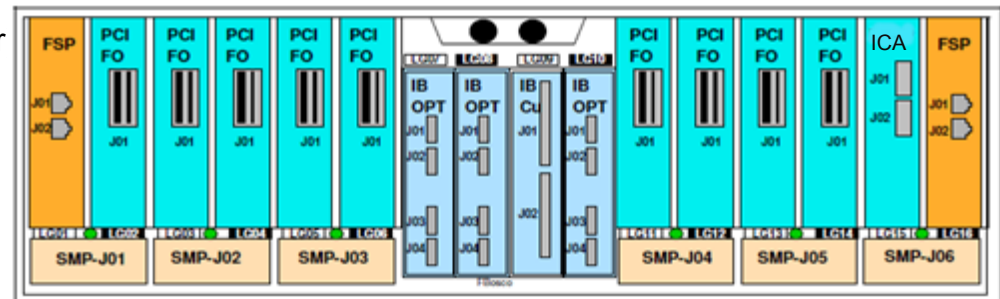 r
FSP
J01
J02
PCI
FO
J01
PCI
FO
J01
PCI
FO
J01
PCI
FO
J01
PCI
FO
J01
LG07
LG08
LG09
LG10
IB
OPT
J01
J02
J03
J04
IB
OPT
J01
J02
J03
J04
IB
Cu
J01
J02
IB
OPT
J01
J02
J03
J04
PCI
FO
J01
PCI
FO
J01
PCI
FO
J01
PCI
FO
J01
ICA
J01
J02
FSP
J01
J02
LG01
LG02
LG03
LG04
LG05
LG06
LG11
LG12
LG13
LG14
LG15
LG16
SMP-J01
SMP-J02
SMP-J03
SMP-J04
SMP-J05
SMP-J06